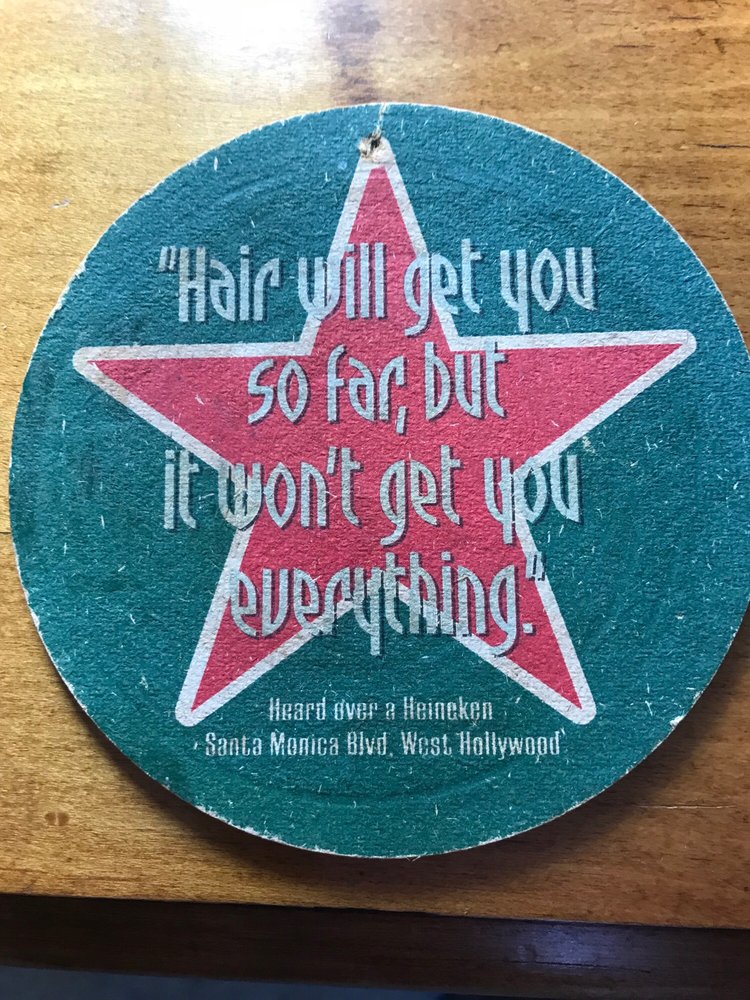 "Hair will get you
so far, but
it won't get you
everything."
Heard over a Heineken
Santa Monica Blvd, West Hollywood